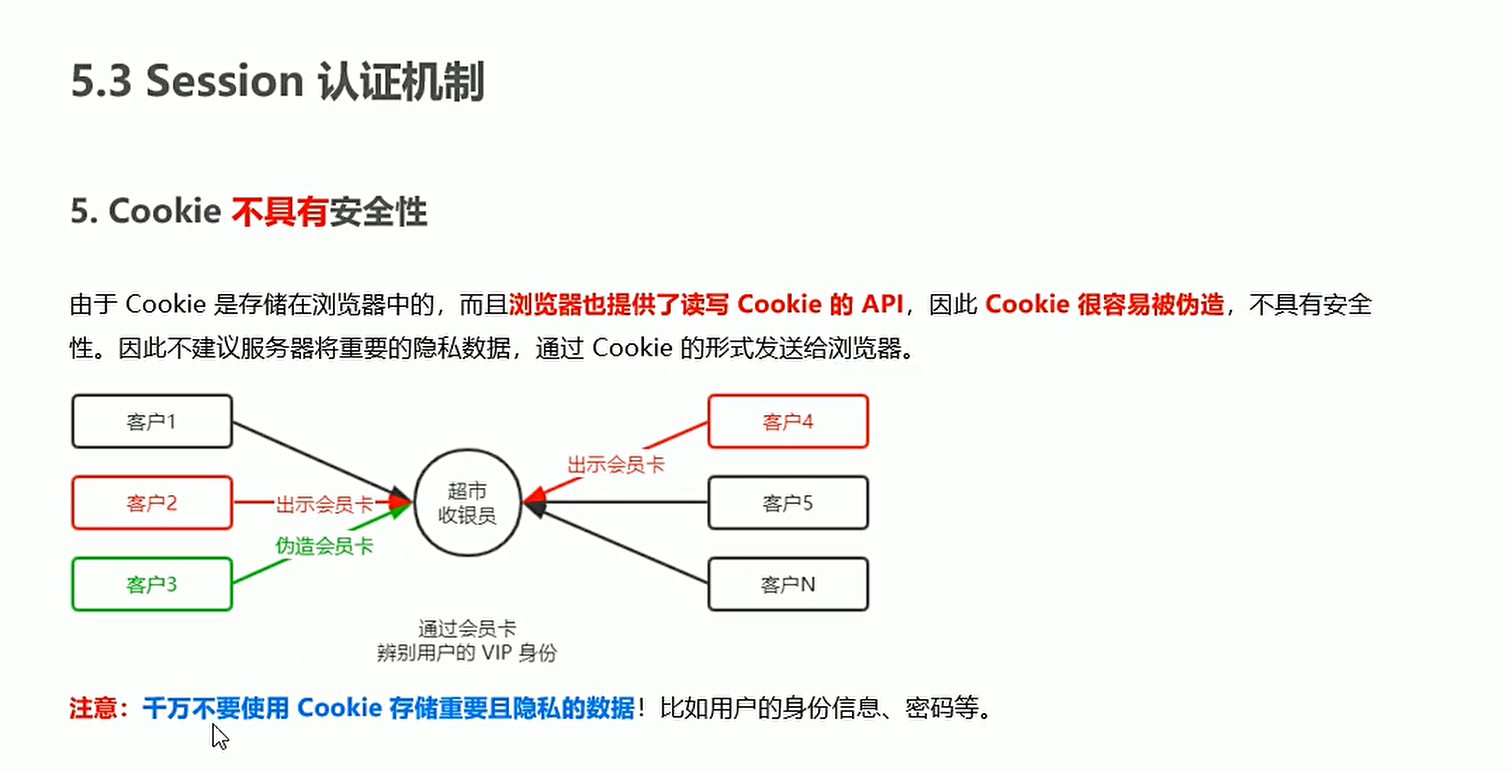 5.3 Session 认证机制
5. Cookie 不具有安全性
由于 Cookie 是存储在浏览器中的，而且浏览器也提供了读写 Cookie 的 API，因此 Cookie 很容易被伪造，不具有安全
性。因此不建议服务器将重要的隐私数据，通过 Cookie 的形式发送给浏览器。
客户1
客户4
出示会员卡
客户2
出示会员卡
超市
收银员
客户5
伪造会员卡
客户3
客户N
通过会员卡
辨别用户的 VIP 身份
注意：千万不要使用 Cookie 存储重要且隐私的数据！比如用户的身份信息、密码等。